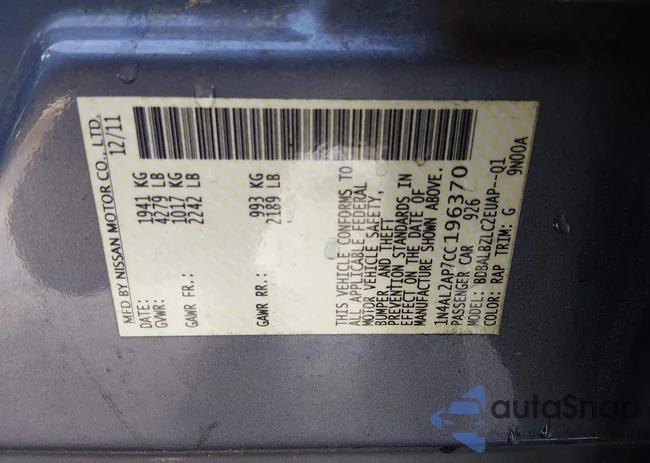 MFD BY NISSAN MOTOR CO., LTD.
DATE: 12/11
GVWR: 1941 KG
4279 LB
GAWR FR: 1017 KG
2242 LB
GAWR RR: 993 KG
2189 LB
THIS VEHICLE CONFORMS TO
ALL APPLICABLE FEDERAL
MOTOR VEHICLE SAFETY,
BUMPER, AND THEFT
PREVENTION STANDARDS IN
EFFECT ON THE DATE OF
MANUFACTURE SHOWN ABOVE.
1N4AL2AP7CC196370
PASSENGER CAR 926
MODEL: BDBALBZLC2EUAP--Q1
COLOR: RAP TRIM: G 9N00A
autoSnap